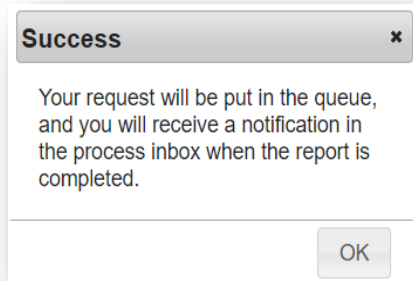 Success
Your request will be put in the queue,
and you will receive a notification in
the process inbox when the report is
completed.
OK